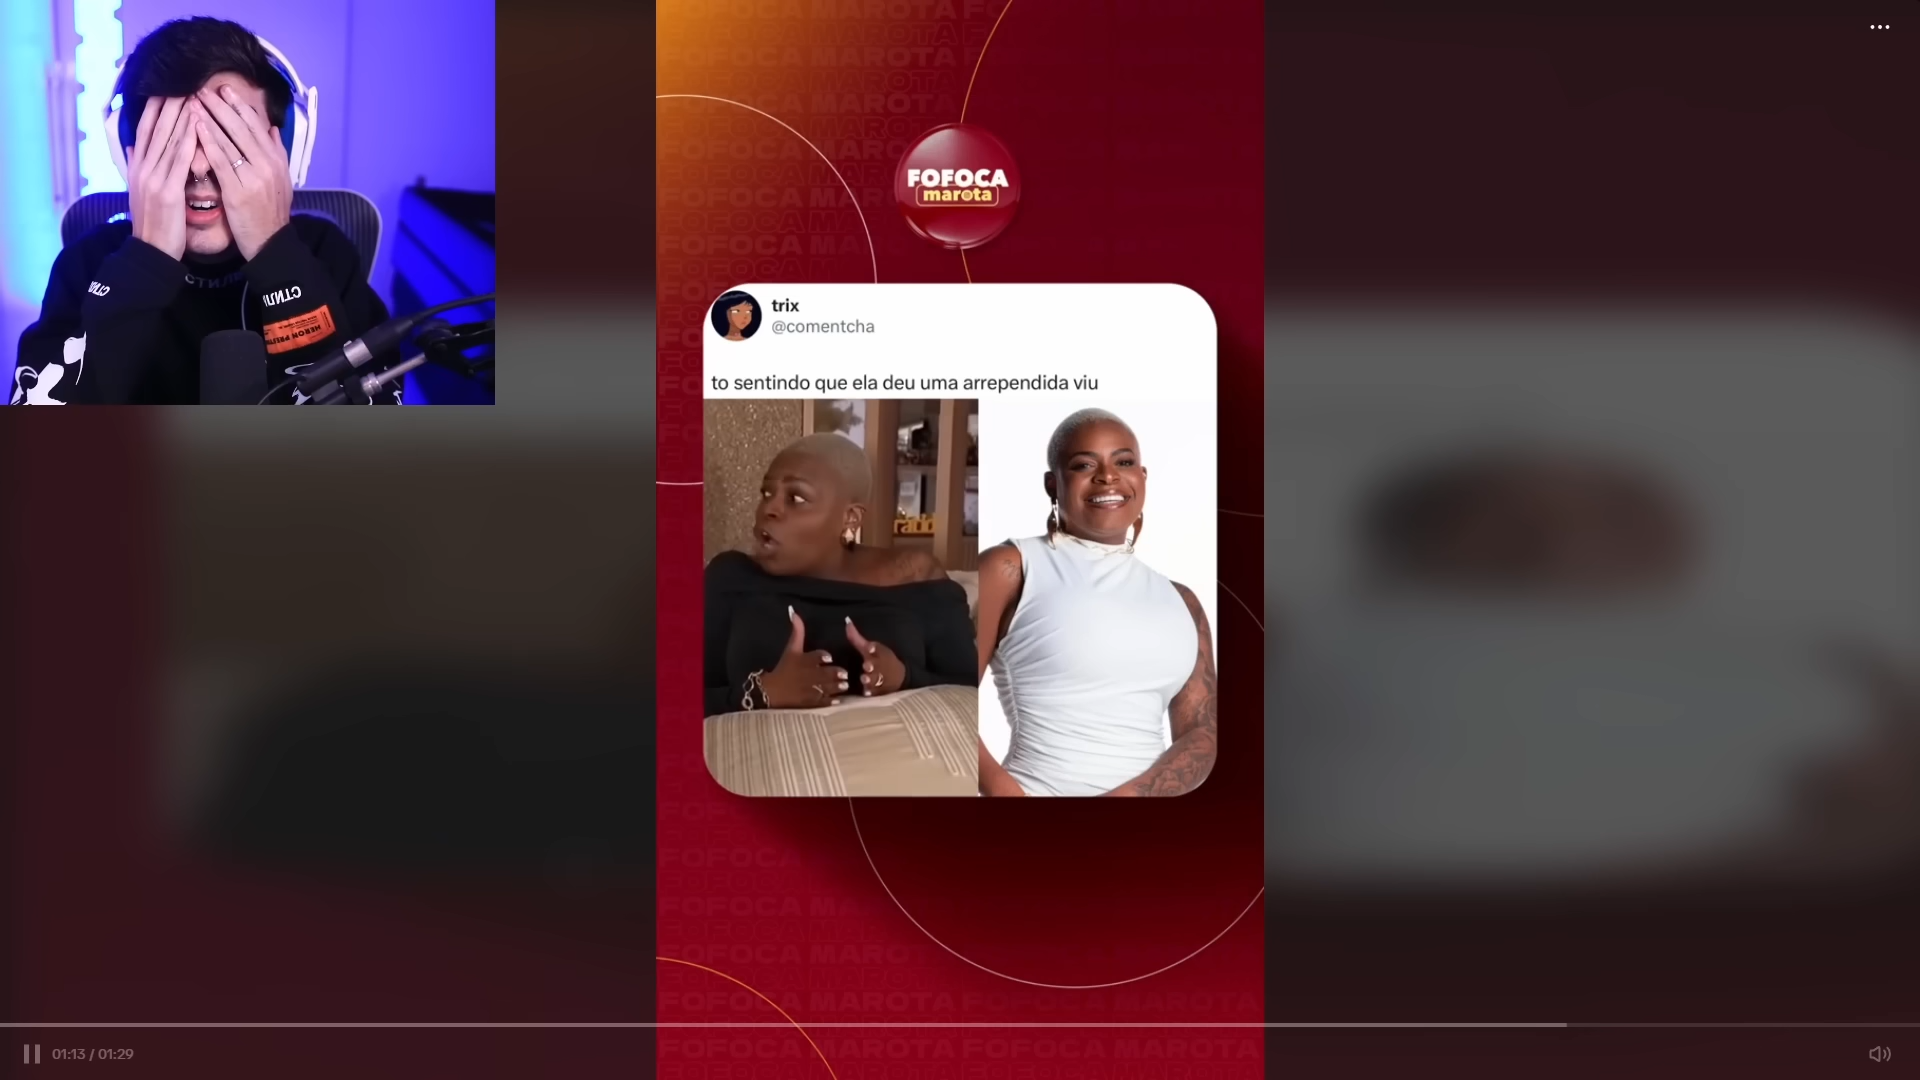 FOFOCA
marota
trix
@comentcha
to sentindo que ela deu uma arrependida viu
01:13 / 01:29